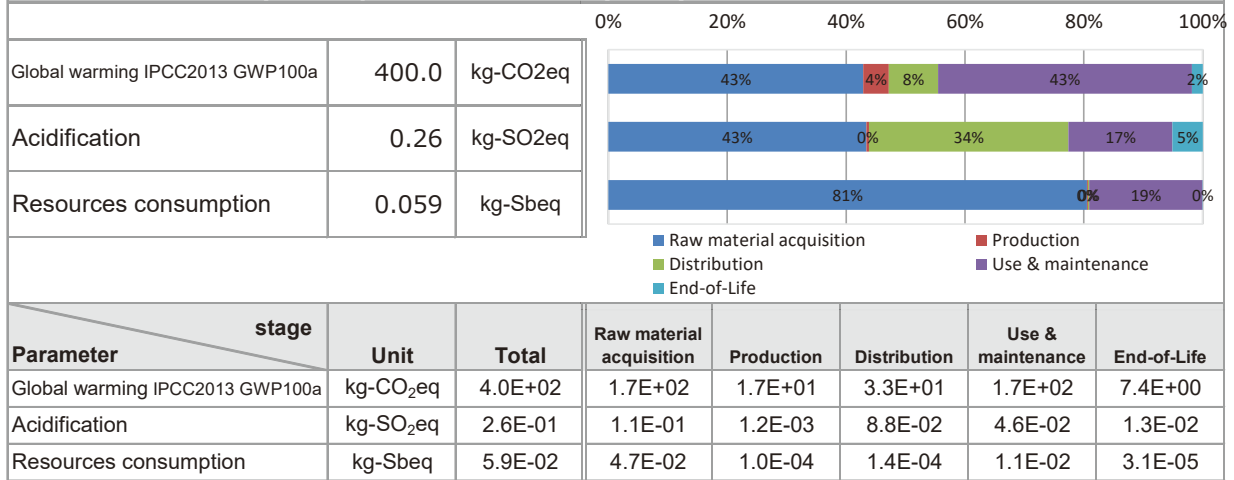 0% 20% 40% 60% 80% 100%
Global warming IPCC2013 GWP100a 400.0 kg-CO2eq 43% 4% 8% 43% 2%
Acidification 0.26 kg-SO2eq 43% 0% 34% 17% 5%
Resources consumption 0.059 kg-Sbeq 81% 0% 0% 19% 0%
Raw material acquisition Production
Distribution Use & maintenance
End-of-Life
stage
Parameter Unit Total Raw material acquisition Production Distribution Use & maintenance End-of-Life
Global warming IPCC2013 GWP100a kg-CO₂eq 4.0E+02 1.7E+02 1.7E+01 3.3E+01 1.7E+02 7.4E+00
Acidification kg-SO₂eq 2.6E-01 1.1E-01 1.2E-03 8.8E-02 4.6E-02 1.3E-02
Resources consumption kg-Sbeq 5.9E-02 4.7E-02 1.0E-04 1.4E-04 1.1E-02 3.1E-05